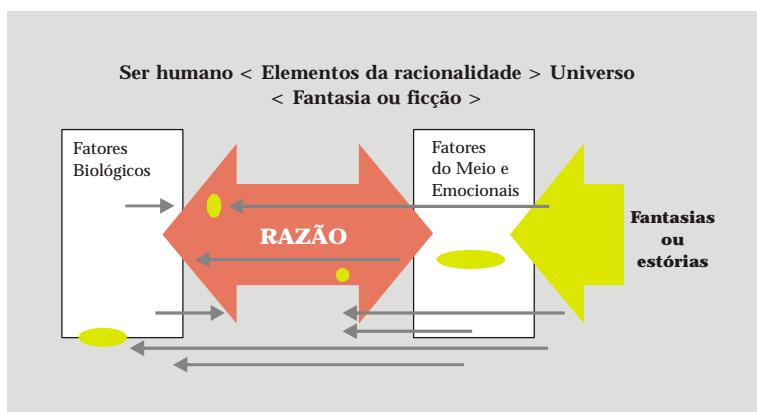 Ser humano < Elementos da racionalidade > Universo
< Fantasia ou ficção >
Fatores
Biológicos
RAZÃO
Fatores
do Meio e
Emocionais
Fantasias
ou
estórias